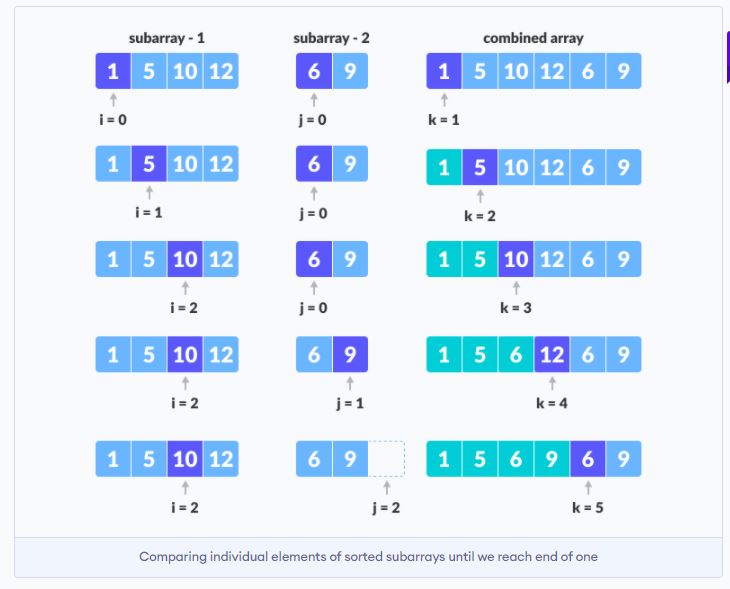 subarray - 1 subarray - 2 combined array
1 5 10 12 6 9 1 5 10 12 6 9
i = 0 j = 0 k = 1
1 5 10 12 6 9 1 5 10 12 6 9
i = 1 j = 0 k = 2
1 5 10 12 6 9 1 5 10 12 6 9
i = 2 j = 0 k = 3
1 5 10 12 6 9 1 5 6 12 6 9
i = 2 j = 1 k = 4
1 5 10 12 6 9 1 5 6 9 6 9
i = 2 j = 2 k = 5
Comparing individual elements of sorted subarrays until we reach end of one